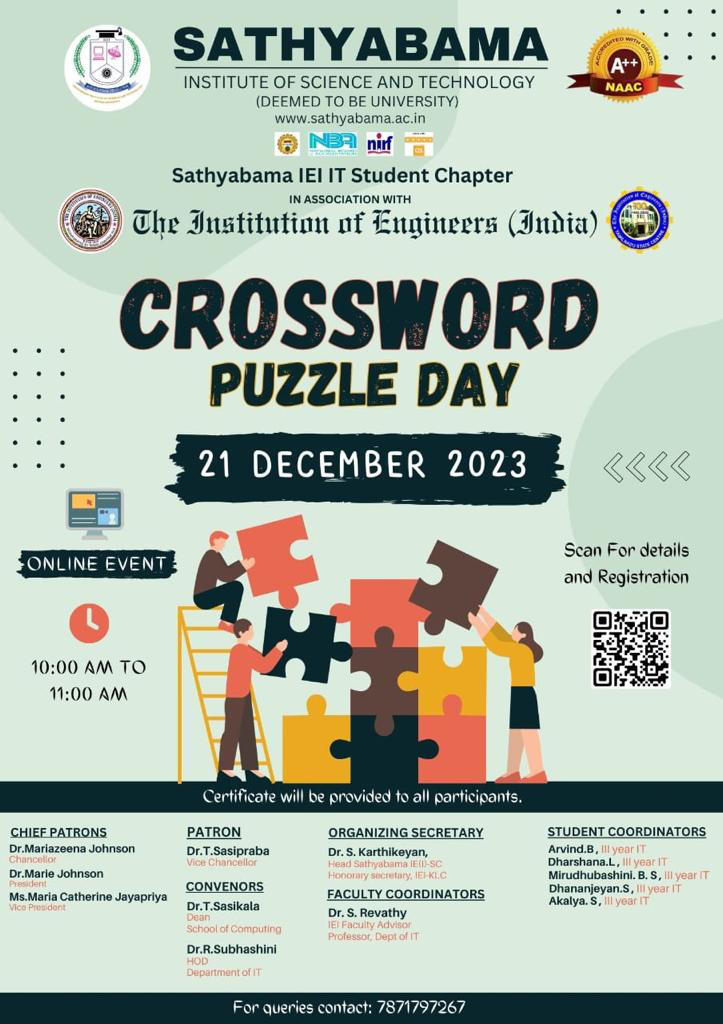 SATHYABAMA
INSTITUTE OF SCIENCE AND TECHNOLOGY
(DEEMED TO BE UNIVERSITY)
www.sathyabama.ac.in
ACCREDITED WITH GRADE
A++
NAAC
NBA
nirf
Sathyabama IEI IT Student Chapter
IN ASSOCIATION WITH
The Institution of Engineers (India)
100
CROSSWORD
PUZZLE DAY
21 DECEMBER 2023
ONLINE EVENT
10:00 AM TO
11:00 AM
Scan For details
and Registration
Certificate will be provided to all participants.
CHIEF PATRONS
Dr.Mariazeena Johnson
Chancellor
Dr.Marie Johnson
President
Ms.Maria Catherine Jayapriya
Vice President
PATRON
Dr.T.Sasipraba
Vice Chancellor
CONVENORS
Dr.T.Sasikala
Dean
School of Computing
Dr.R.Subhashini
HOD
Department of IT
ORGANIZING SECRETARY
Dr. S. Karthikeyan,
Head Sathyabama IE(I)-SC
Honorary secretary, IEI-KLC
FACULTY COORDINATORS
Dr. S. Revathy
IEI Faculty Advisor
Professor, Dept of IT
STUDENT COORDINATORS
Arvind.B , III year IT
Dharshana.L , III year IT
Mirudhubashini. B. S , III year IT
Dhananjeyan.S , III year IT
Akalya. S , III year IT
For queries contact: 7871797267